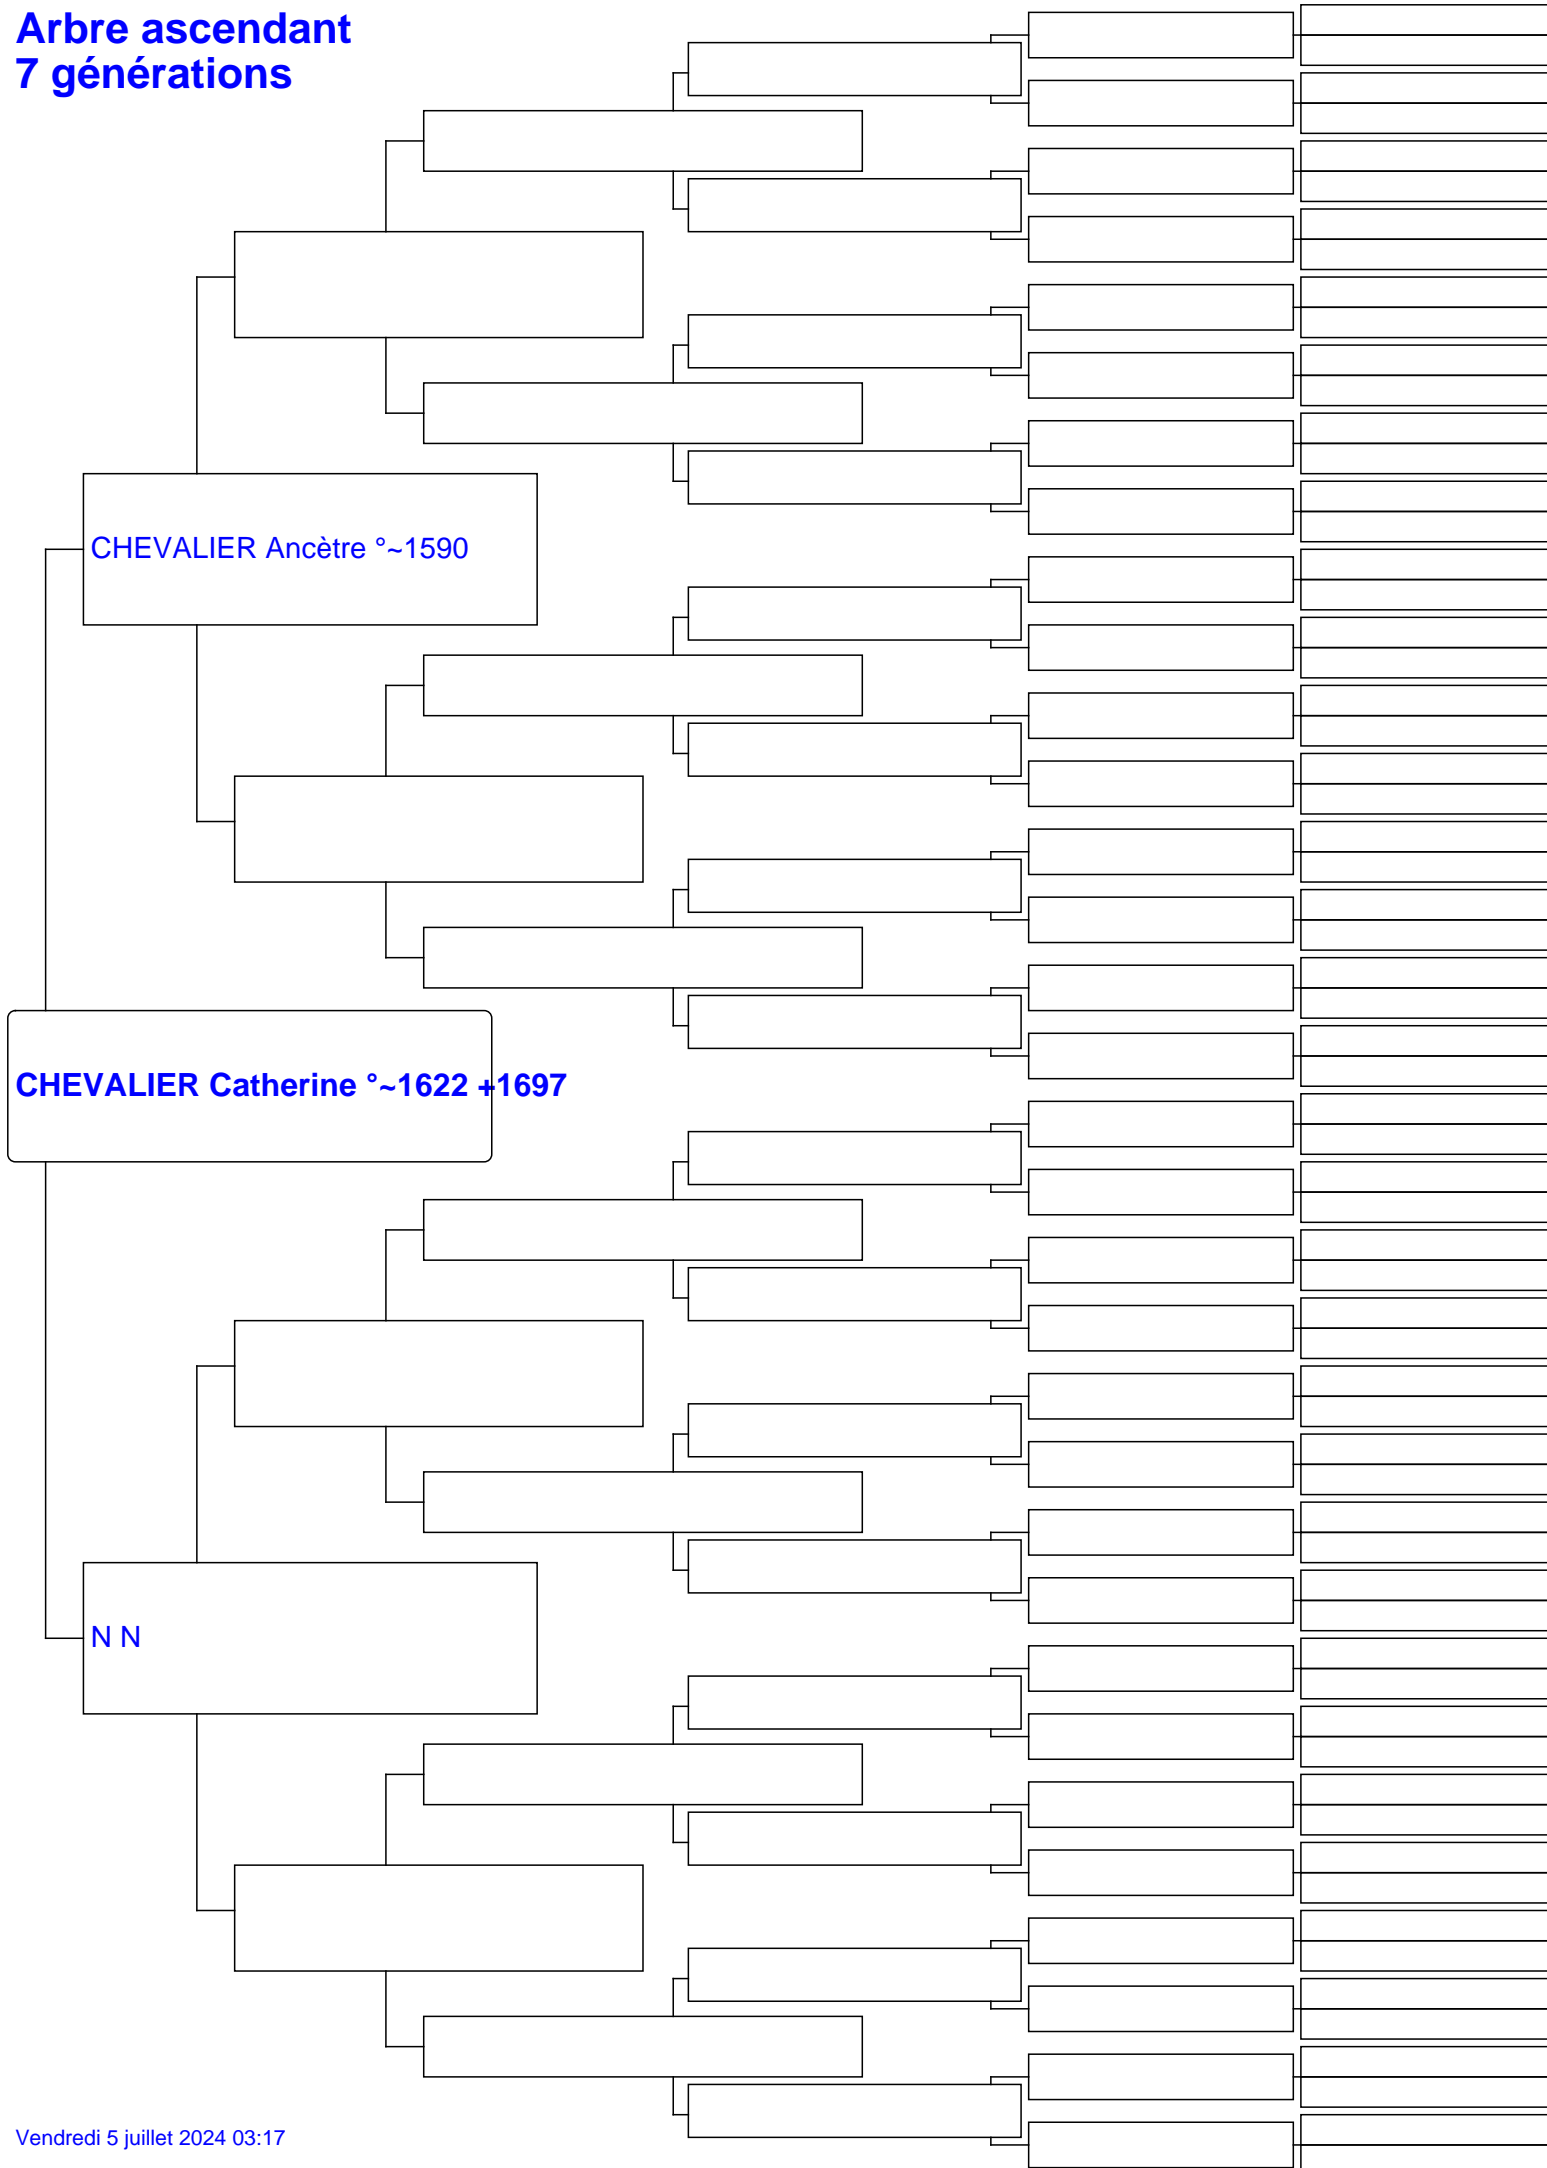 Arbre ascendant
7 générations
CHEVALIER Ancètre °~1590
CHEVALIER Catherine °~1622 +1697
N N
Vendredi 5 juillet 2024 03:17